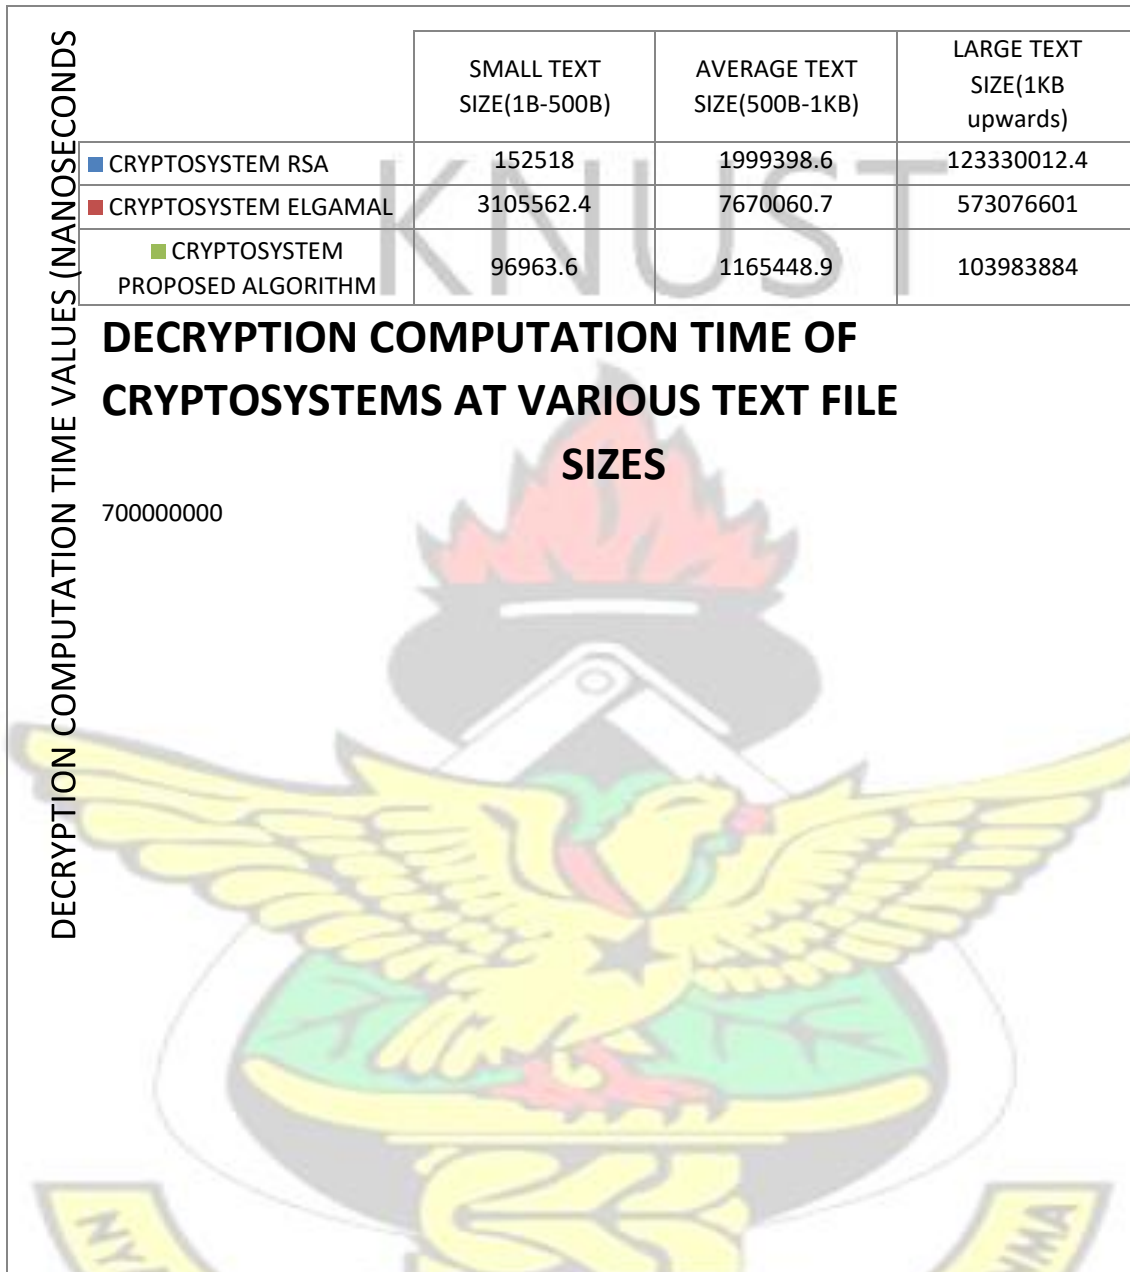 DECRYPTION COMPUTATION TIME VALUES (NANOSECONDS
SMALL TEXT
SIZE(1B-500B)
AVERAGE TEXT
SIZE(500B-1KB)
LARGE TEXT
SIZE(1KB
upwards)
CRYPTOSYSTEM RSA 152518 1999398.6 123330012.4
CRYPTOSYSTEM ELGAMAL 3105562.4 7670060.7 573076601
CRYPTOSYSTEM
PROPOSED ALGORITHM 96963.6 1165448.9 103983884
KNUST
DECRYPTION COMPUTATION TIME OF
CRYPTOSYSTEMS AT VARIOUS TEXT FILE
SIZES
700000000